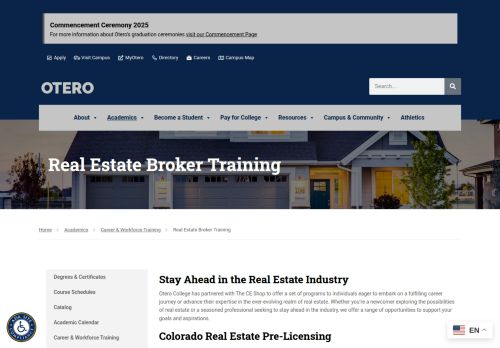 Commencement Ceremony 2025
For more information about Otero's graduation ceremonies visit our Commencement Page
Apply Visit Campus MyOtero Directory Careers Campus Map
OTERO
Search...
About Academics Become a Student Pay for College Resources Campus & Community Athletics
Real Estate Broker Training
Home Academics Career & Workforce Training Real Estate Broker Training
Degrees & Certificates
Course Schedules
Catalog
Academic Calendar
Career & Workforce Training
Stay Ahead in the Real Estate Industry
Otero College has partnered with The CE Shop to offer a set of programs to individuals eager to embark on a fulfilling career
journey or advance their expertise in the ever-evolving realm of real estate. Whether you're a newcomer exploring the possibilities
of real estate or a seasoned professional seeking to stay ahead in the industry, we offer a range of opportunities to support your
goals and aspirations.
Colorado Real Estate Pre-Licensing
EN